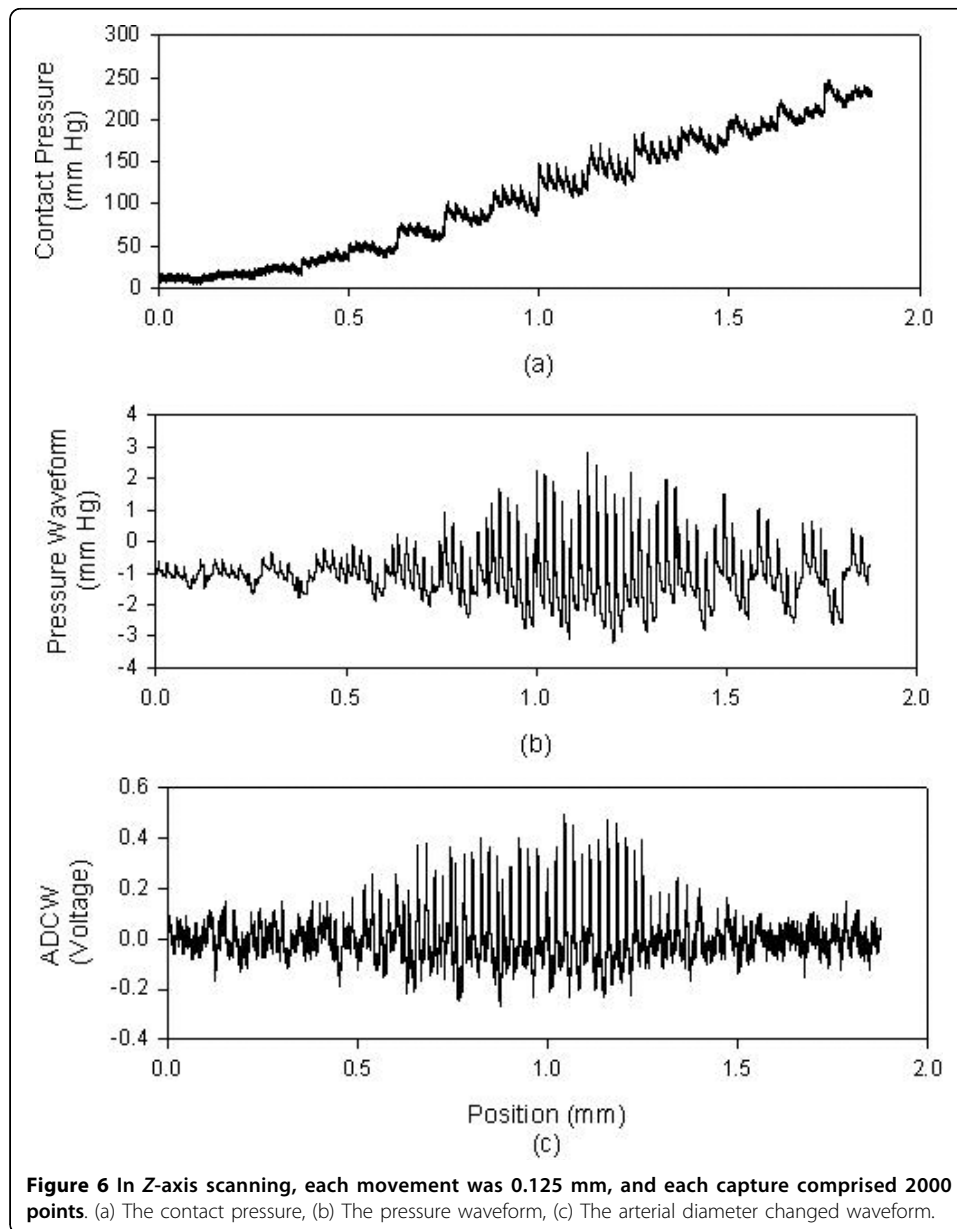 300
250
200
150
100
50
0
Contact Pressure
(mm Hg)
0.0 0.5 1.0 1.5 2.0
(a)
4
3
2
1
0
-1
-2
-3
-4
Pressure Waveform
(mm Hg)
0.0 0.5 1.0 1.5 2.0
(b)
0.6
0.4
0.2
0.0
-0.2
-0.4
ADCW
(Voltage)
0.0 0.5 1.0 1.5 2.0
Position (mm)
(c)
Figure 6 In Z-axis scanning, each movement was 0.125 mm, and each capture comprised 2000
points. (a) The contact pressure, (b) The pressure waveform, (c) The arterial diameter changed waveform.